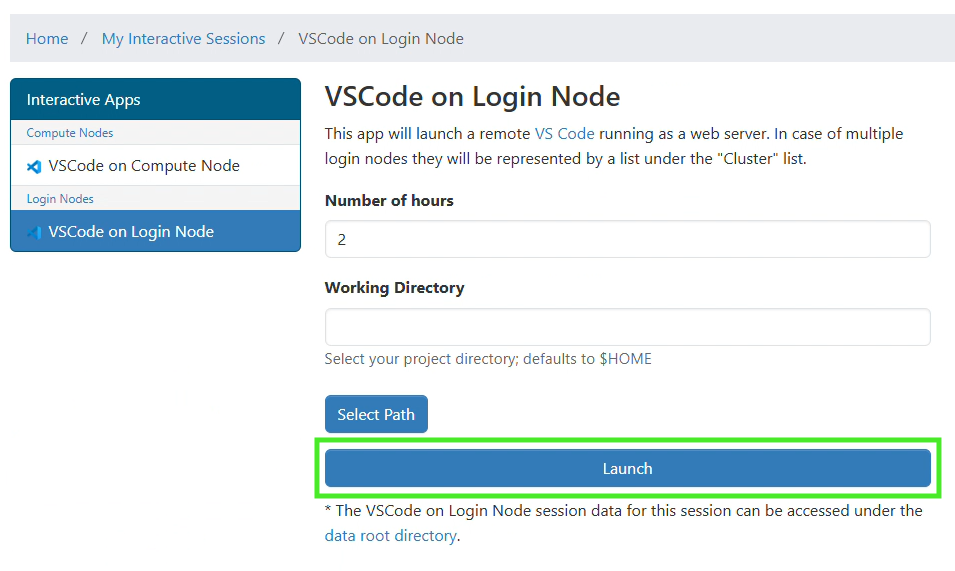 Home / My Interactive Sessions / VSCode on Login Node
Interactive Apps
Compute Nodes
VSCode on Compute Node
Login Nodes
VSCode on Login Node
VSCode on Login Node
This app will launch a remote VS Code running as a web server. In case of multiple
login nodes they will be represented by a list under the "Cluster" list.
Number of hours
2
Working Directory
Select your project directory; defaults to $HOME
Select Path
Launch
* The VSCode on Login Node session data for this session can be accessed under the
data root directory.